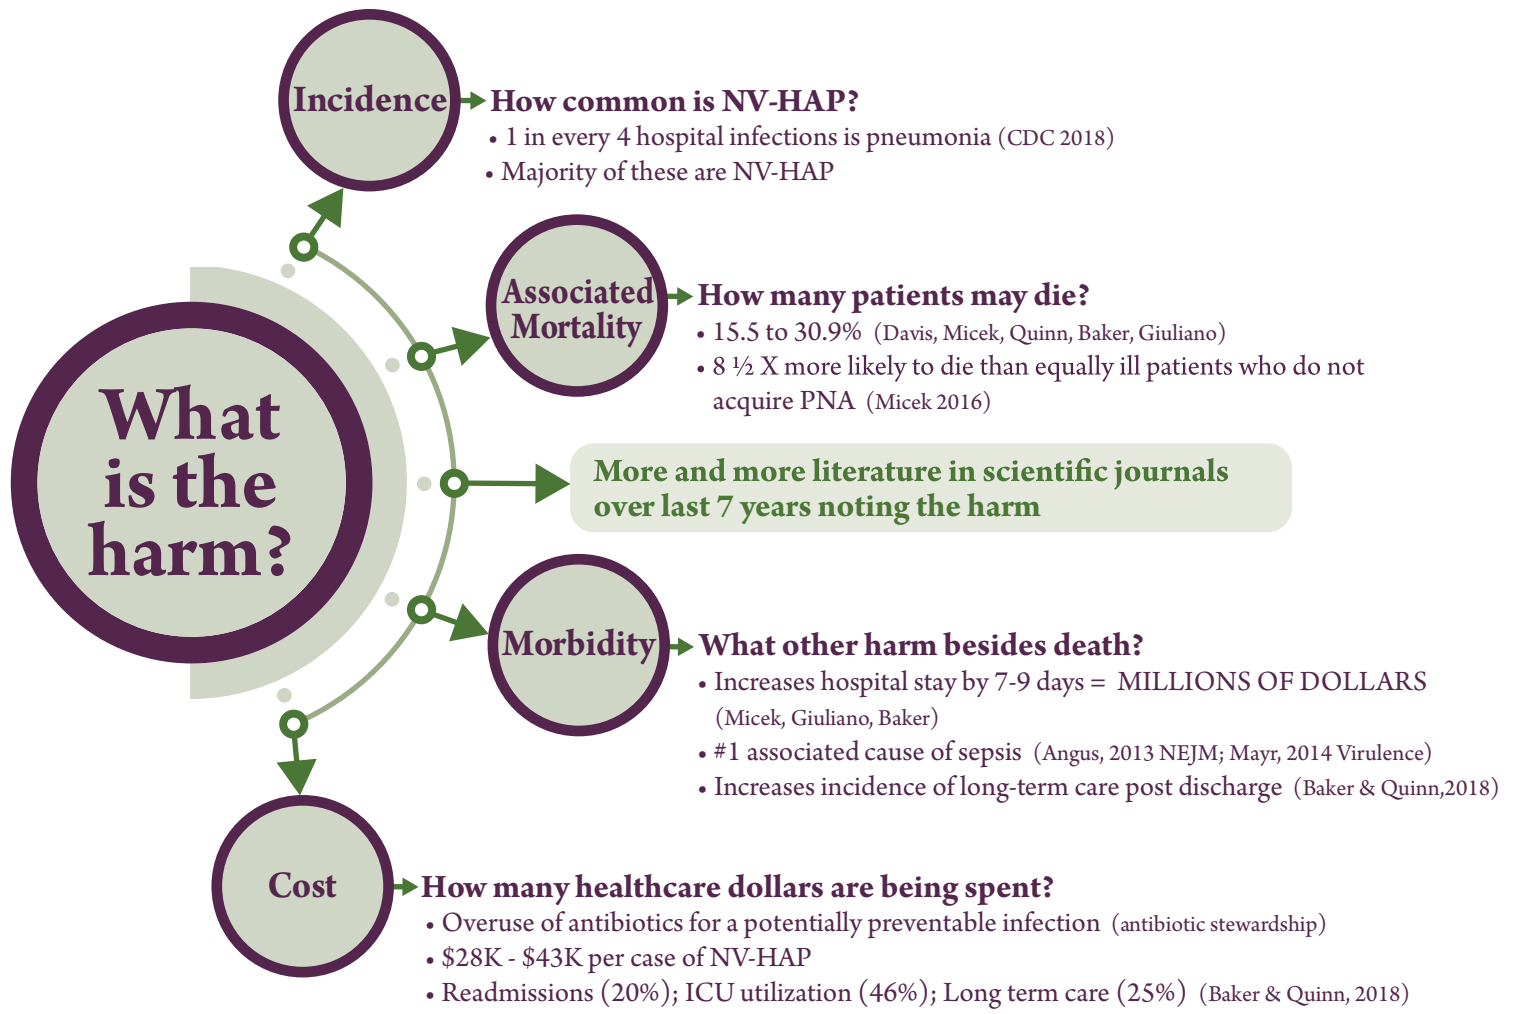 What
is the
harm?
Incidence
How common is NV-HAP?
• 1 in every 4 hospital infections is pneumonia (CDC 2018)
• Majority of these are NV-HAP
Associated
Mortality
How many patients may die?
• 15.5 to 30.9% (Davis, Micek, Quinn, Baker, Giuliano)
• 8 ½ X more likely to die than equally ill patients who do not
acquire PNA (Micek 2016)
More and more literature in scientific journals
over last 7 years noting the harm
Morbidity
What other harm besides death?
• Increases hospital stay by 7-9 days = MILLIONS OF DOLLARS
(Micek, Giuliano, Baker)
• #1 associated cause of sepsis (Angus, 2013 NEJM; Mayr, 2014 Virulence)
• Increases incidence of long-term care post discharge (Baker & Quinn,2018)
Cost
How many healthcare dollars are being spent?
• Overuse of antibiotics for a potentially preventable infection (antibiotic stewardship)
• $28K - $43K per case of NV-HAP
• Readmissions (20%); ICU utilization (46%); Long term care (25%) (Baker & Quinn, 2018)